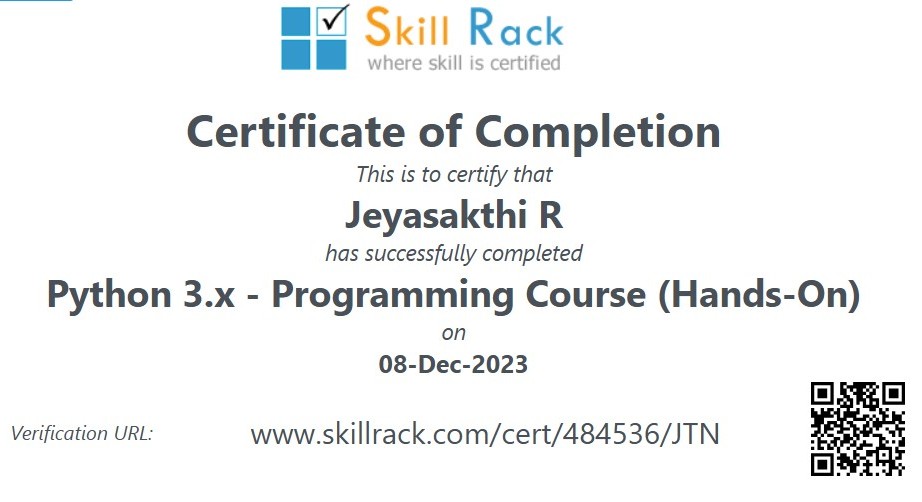 Skill Rack
where skill is certified
Certificate of Completion
This is to certify that
Jeyasakthi R
has successfully completed
Python 3.x - Programming Course (Hands-On)
on
08-Dec-2023
Verification URL: www.skillrack.com/cert/484536/JTN